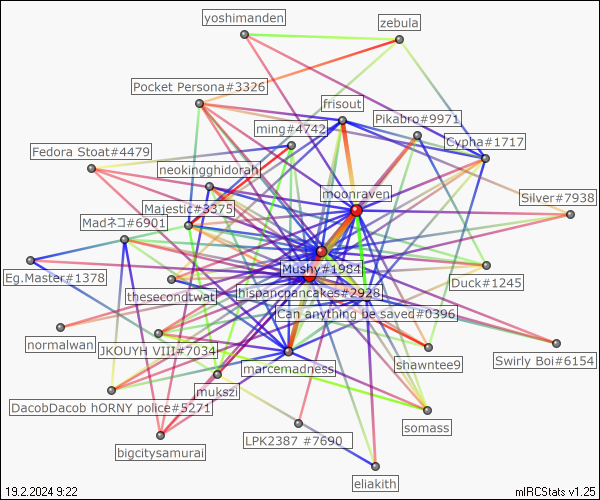 yoshimanden
zebula
Pocket Persona#3326
frisout
Pikabro#9971
ming#4742
Cypha#1717
Fedora Stoat#4479
neokingghidorah
moonraven
Silver#7938
Majestic#3375
Madネコ#6901
Mushy#1984
Eg.Master#1378
Duck#1245
thesecondtwat
hispancpancakes#2928
Can anything be saved#0396
normalwan
JKOUYH VIII#7034
marcemadness
shawntee9
Swirly Boi#6154
mukszi
DacobDacob hORNY police#5271
somass
LPK2387 #7690
bigcitysamurai
eliakith
19.2.2024 9:22
mIRCStats v1.25